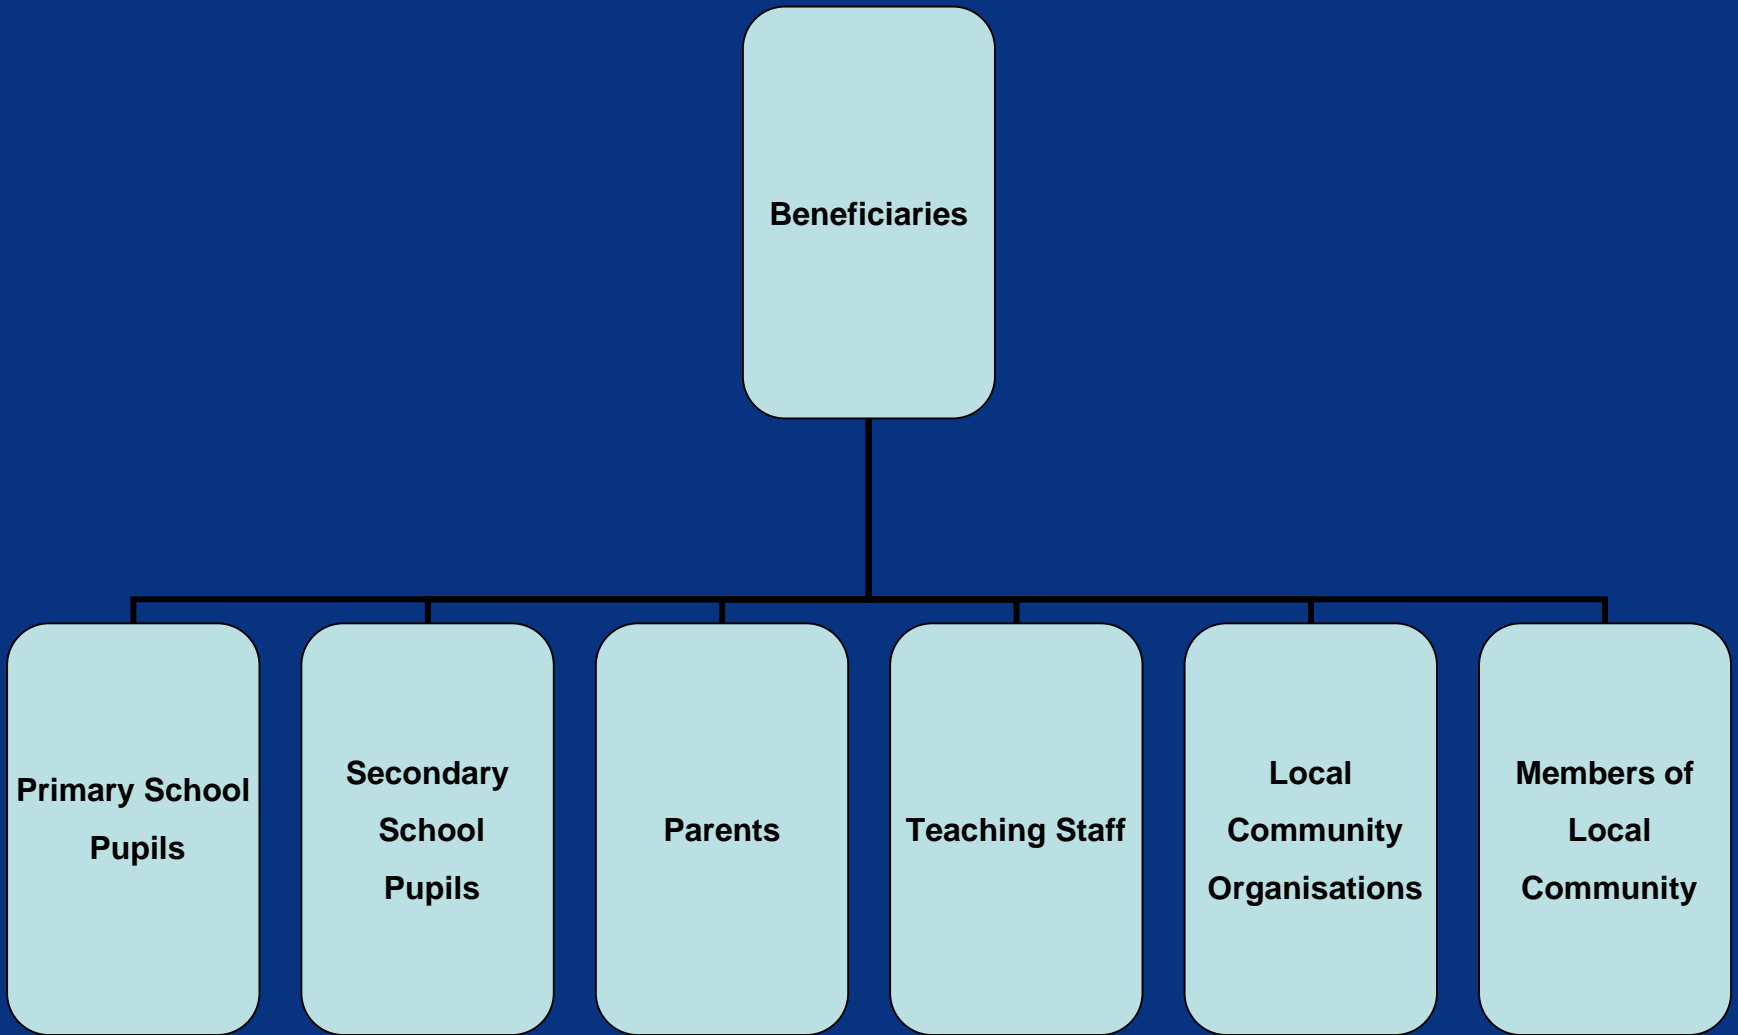 Beneficiaries
Primary School
Pupils
Secondary
School
Pupils
Parents
Teaching Staff
Local
Community
Organisations
Members of
Local
Community